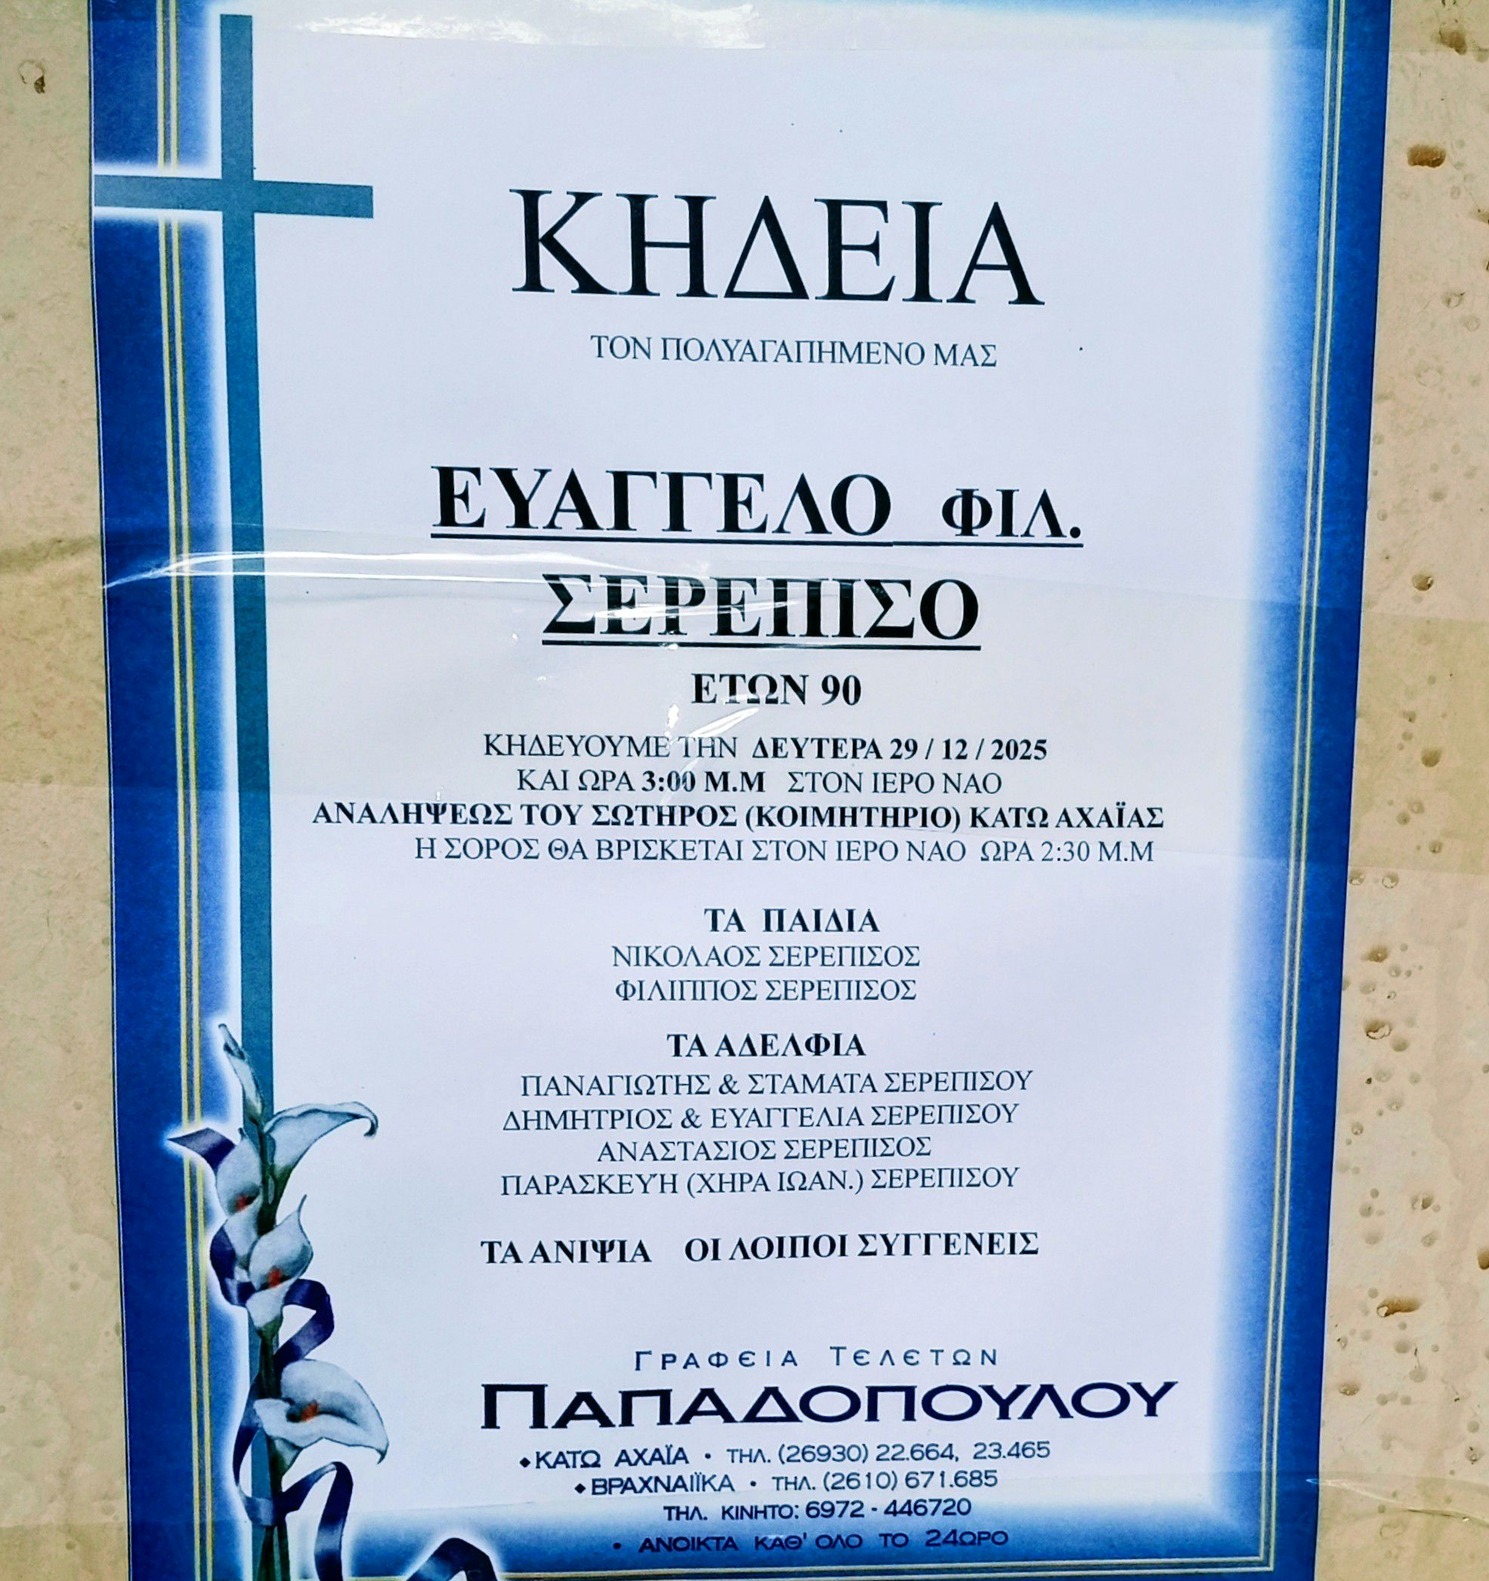 ΚΗΔΕΙΑ
ΤΟΝ ΠΟΛΥΑΓΑΠΗΜΕΝΟ ΜΑΣ
ΕΥΑΓΓΕΛΟ ΦΙΛ.
ΣΕΡΕΠΙΣΟ
ΕΤΩΝ 90
ΚΗΔΕΥΟΥΜΕ ΤΗΝ ΔΕΥΤΕΡΑ 29 / 12 / 2025
ΚΑΙ ΩΡΑ 3:00 Μ.Μ ΣΤΟΝ ΙΕΡΟ ΝΑΟ
ΑΝΑΛΗΨΕΩΣ ΤΟΥ ΣΩΤΗΡΟΣ (ΚΟΙΜΗΤΗΡΙΟ) ΚΑΤΩ ΑΧΑΪΑΣ
Η ΣΟΡΟΣ ΘΑ ΒΡΙΣΚΕΤΑΙ ΣΤΟΝ ΙΕΡΟ ΝΑΟ ΩΡΑ 2:30 Μ.Μ
ΤΑ ΠΑΙΔΙΑ
ΝΙΚΟΛΑΟΣ ΣΕΡΕΠΙΣΟΣ
ΦΙΛΙΠΠΟΣ ΣΕΡΕΠΙΣΟΣ
ΤΑ ΑΔΕΛΦΙΑ
ΠΑΝΑΓΙΩΤΗΣ & ΣΤΑΜΑΤΑ ΣΕΡΕΠΙΣΟΥ
ΔΗΜΗΤΡΙΟΣ & ΕΥΑΓΓΕΛΙΑ ΣΕΡΕΠΙΣΟΥ
ΑΝΑΣΤΑΣΙΟΣ ΣΕΡΕΠΙΣΟΣ
ΠΑΡΑΣΚΕΥΉ (ΧΗΡΑ ΙΩΑΝ.) ΣΕΡΕΠΙΣΟΥ
ΤΑ ΑΝΙΨΙΑ ΟΙ ΛΟΙΠΟΙ ΣΥΓΓΕΝΕΙΣ
ΓΡΑΦΕΙΑ ΤΕΛΕΤΩΝ
ΠΑΠΑΔΟΠΟΥΛΟΥ
◆ΚΑΤΩ ΑΧΑΪΑ • ΤΗΛ. (26930) 22.664, 23.465
◆ΒΡΑΧΝΑΙΪΚΑ • ΤΗΛ. (2610) 671.685
ΤΗΛ. ΚΙΝΗΤΟ: 6972 - 446720
• ΑΝΟΙΚΤΑ ΚΑΘ' ΟΛΟ ΤΟ 24ΩΡΟ